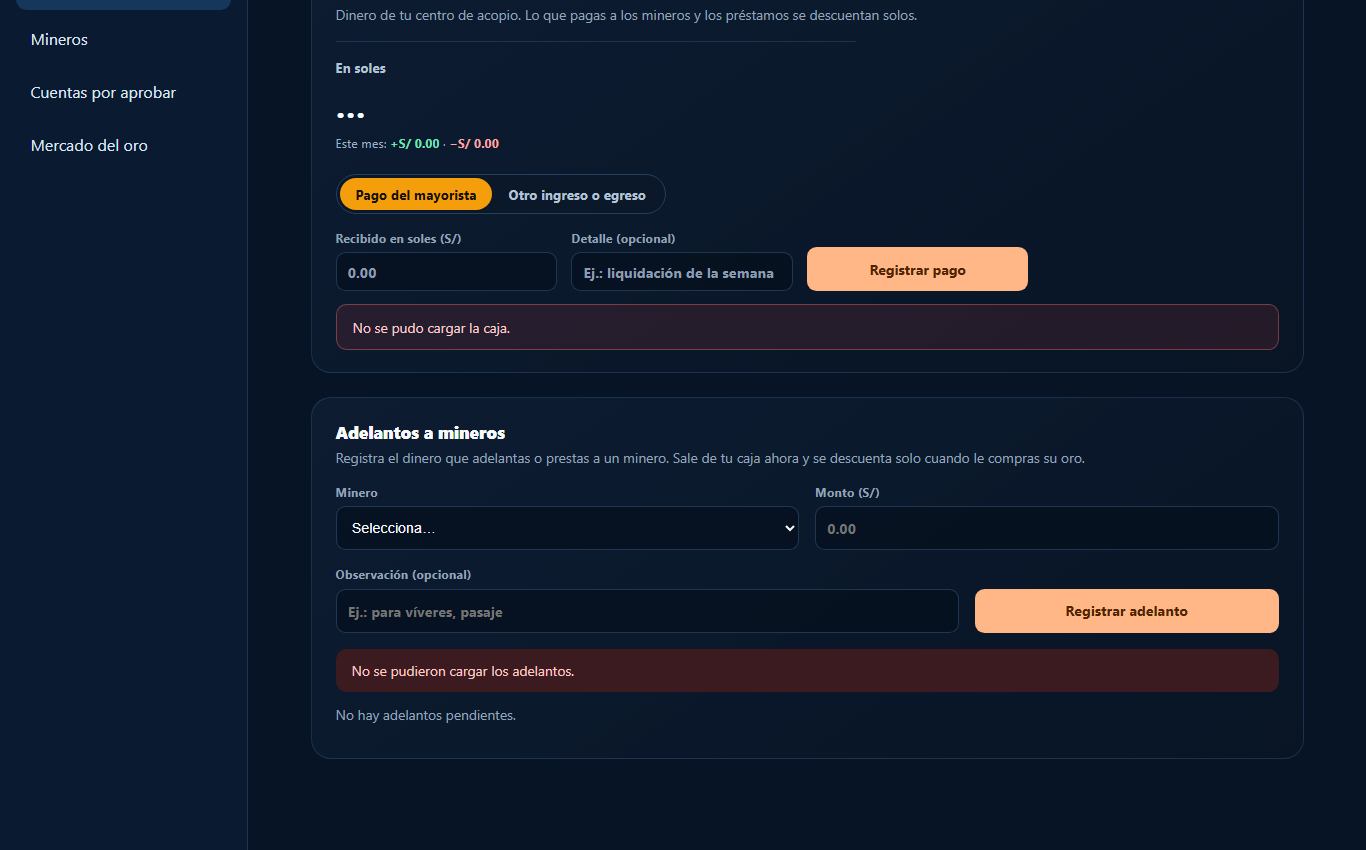 Dinero de tu centro de acopio. Lo que pagas a los mineros y los préstamos se descuentan solos.
Mineros
En soles
Cuentas por aprobar
•••
Mercado del oro
Este mes: +S/ 0.00 · −S/ 0.00
Pago del mayorista Otro ingreso o egreso
Recibido en soles (S/) Detalle (opcional)
0.00 Ej.: liquidación de la semana Registrar pago
No se pudo cargar la caja.
Adelantos a mineros
Registra el dinero que adelantas o prestas a un minero. Sale de tu caja ahora y se descuenta solo cuando le compras su oro.
Minero Monto (S/)
Selecciona... 0.00
Observación (opcional)
Ej.: para víveres, pasaje Registrar adelanto
No se pudieron cargar los adelantos.
No hay adelantos pendientes.